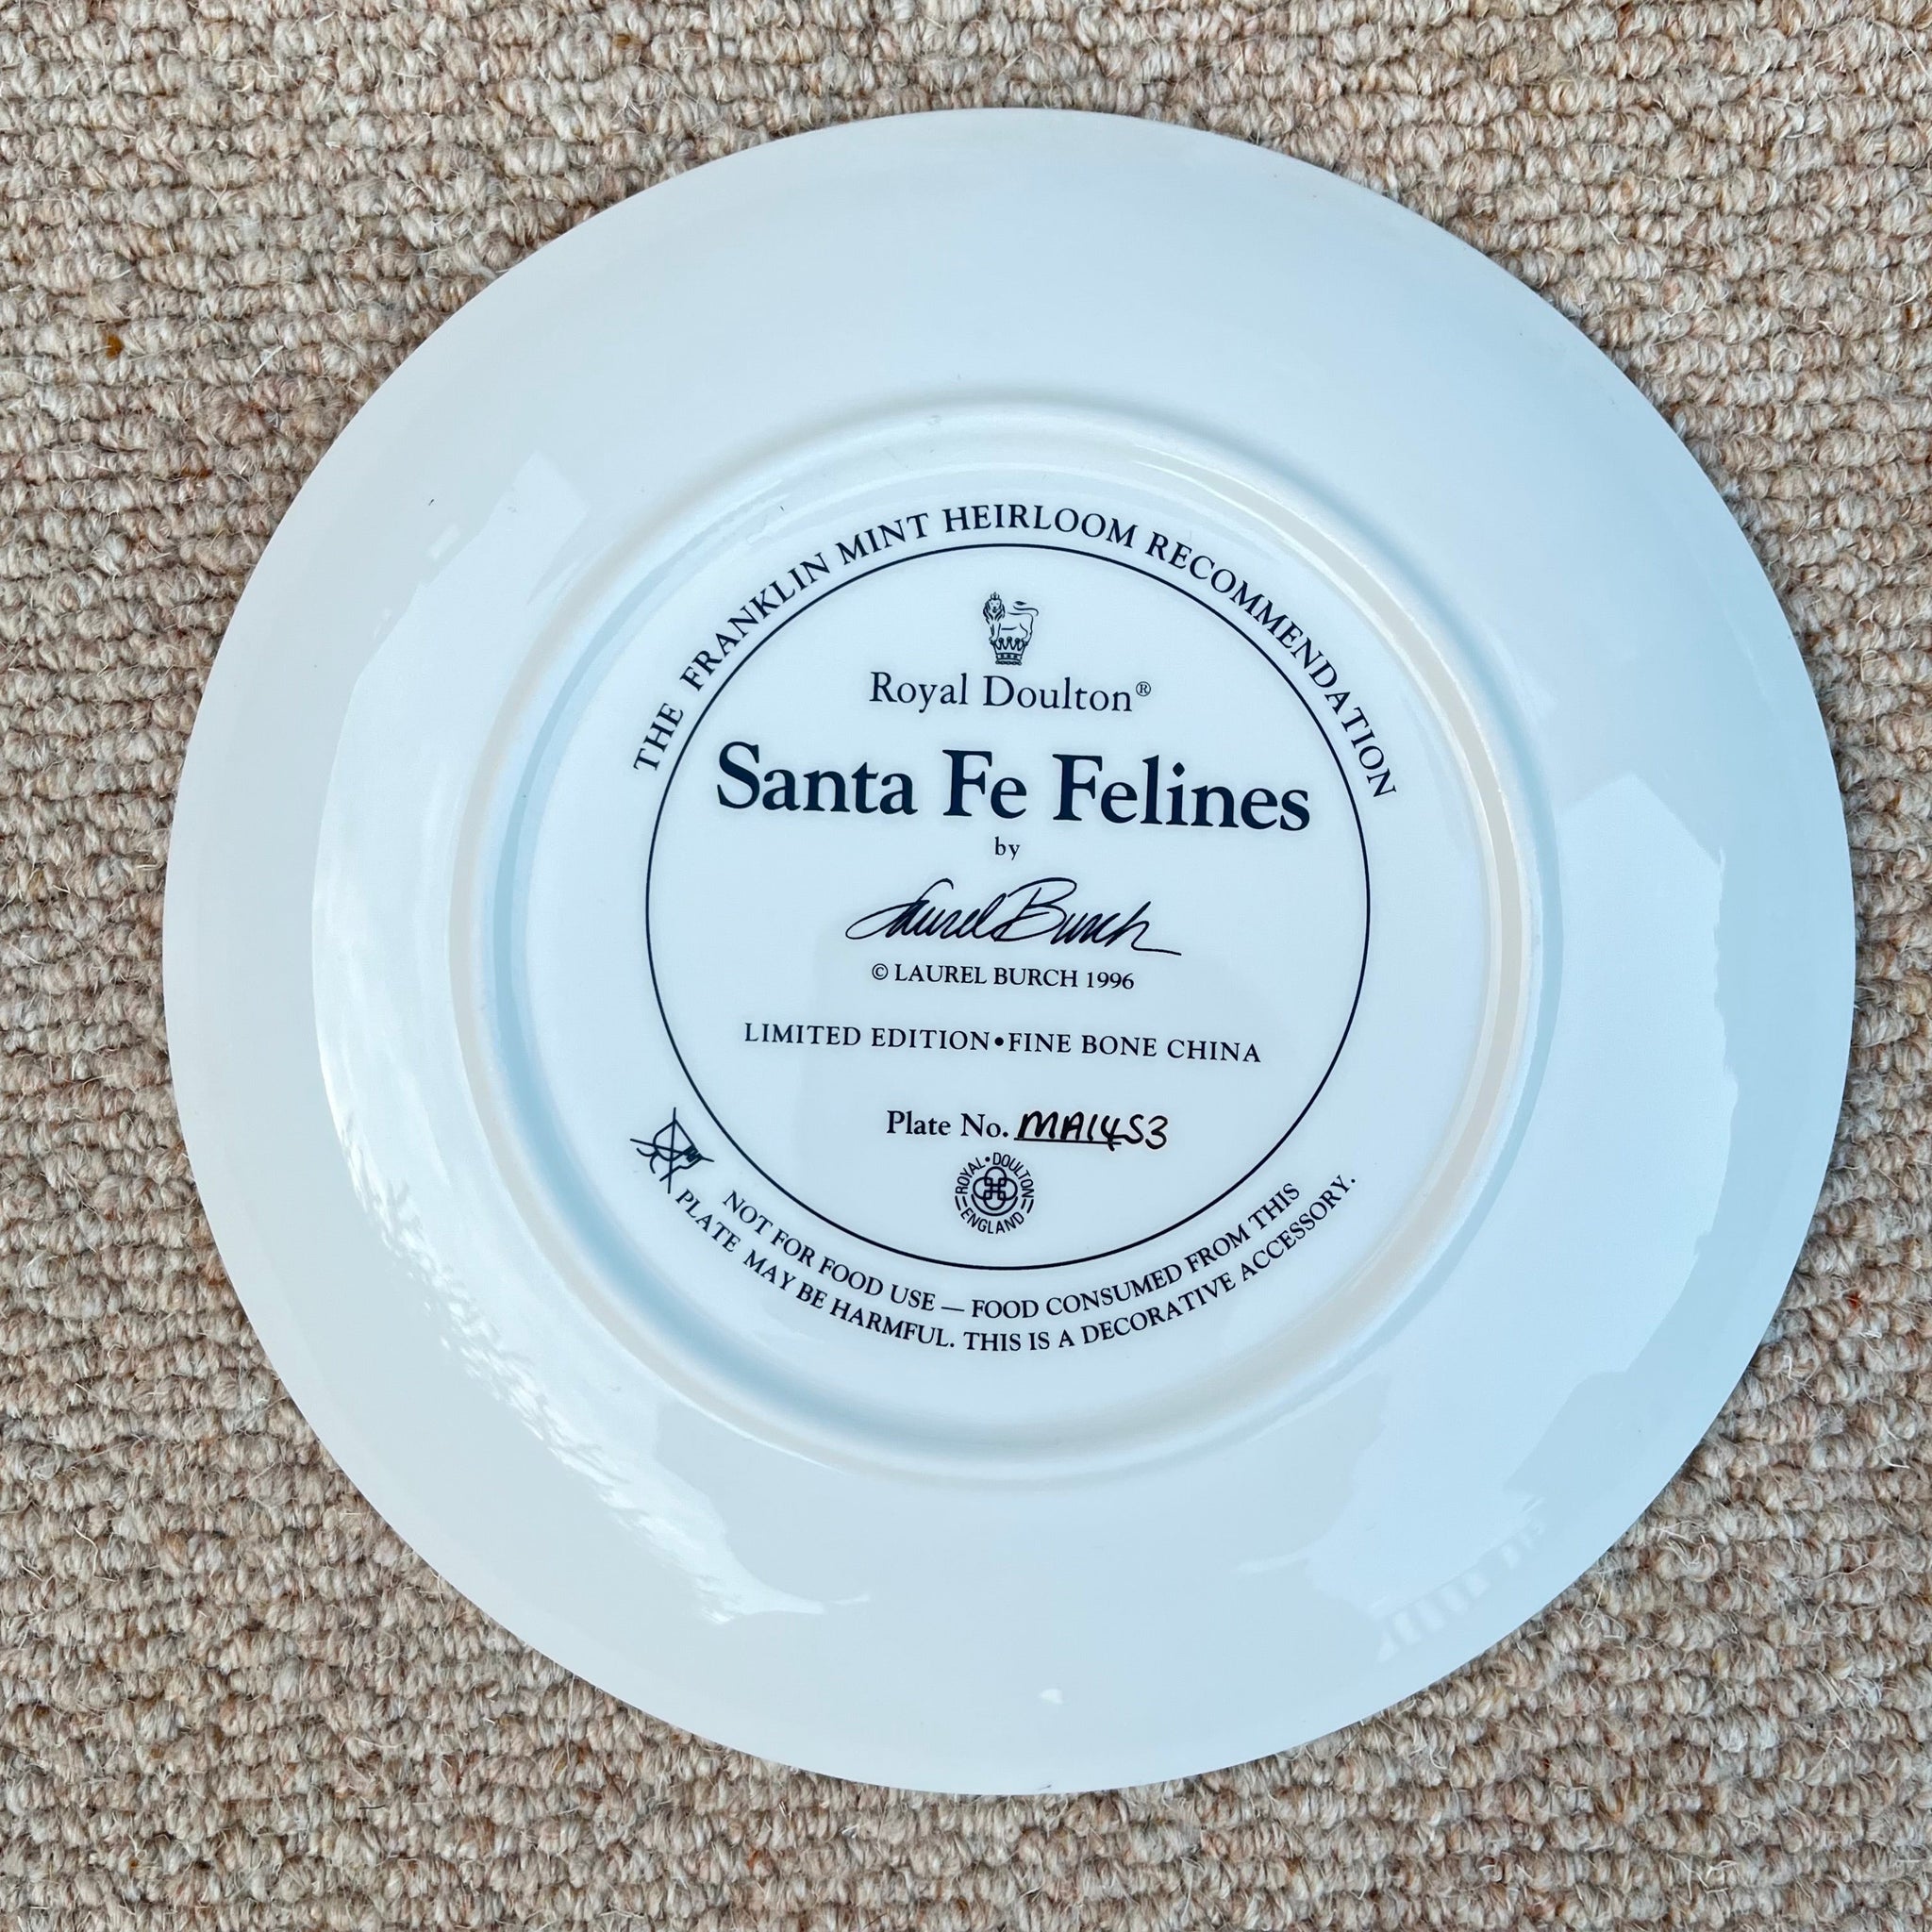 THE FRANKLIN MINT HEIRLOOM RECOMMENDATION
Royal Doulton®
Santa Fe Felines
by
Laurel Burch
© LAUREL BURCH 1996
LIMITED EDITION•FINE BONE CHINA
Plate No. MA1453
ROYAL•DOULTON
ENGLAND
NOT FOR FOOD USE — FOOD CONSUMED FROM THIS
PLATE MAY BE HARMFUL. THIS IS A DECORATIVE ACCESSORY.